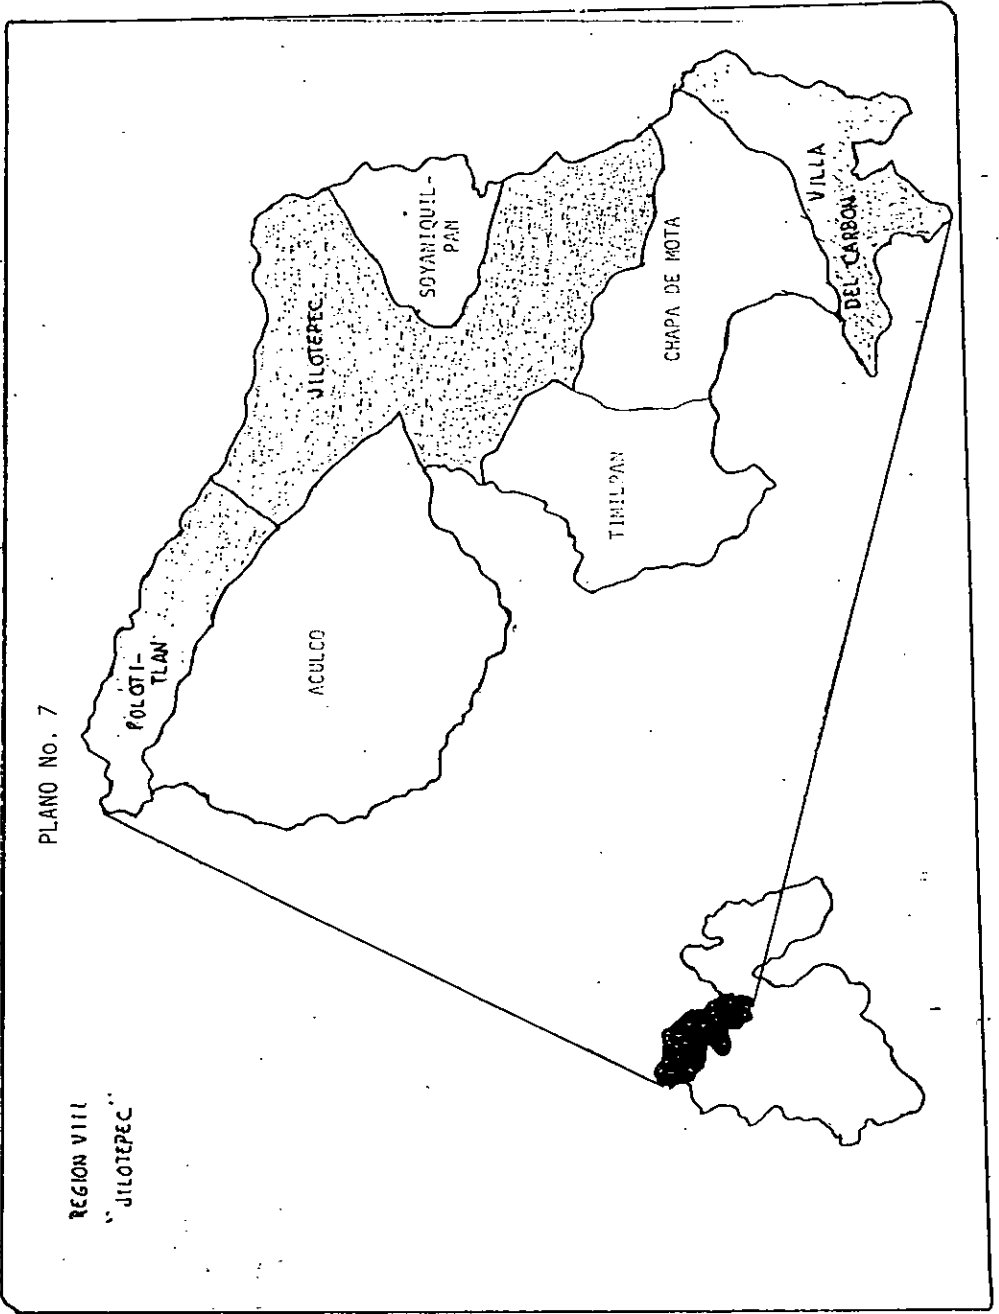 PLANO No. 7
REGION VIII
"JILOTEPEC"
POLOTI-
TLAN
ACULCO
JILOTEPEC
SOYANIQUIL-
PAN
TIMILPAN
CHAPA DE MOTA
VILLA
DEL CARBON